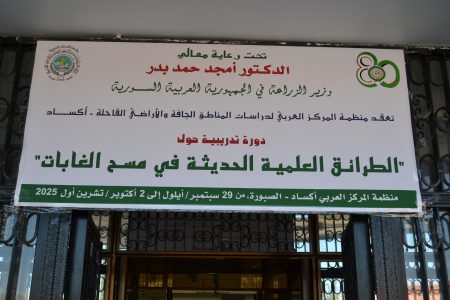 تحت رعاية معالي
الدكتور أمجد حمد بدر
وزير الزراعة في الجمهورية العربية السورية
تعقد منظمة المركز العربي لدراسات المناطق الجافة والأراضي القاحلة - أكساد
دورة تدريبية حول
"الطرائق العلمية الحديثة في مسح الغابات"
منظمة المركز العربي أكساد - الصبورة، من 29 سبتمبر/أيلول إلى 2 أكتوبر/تشرين أول 2025